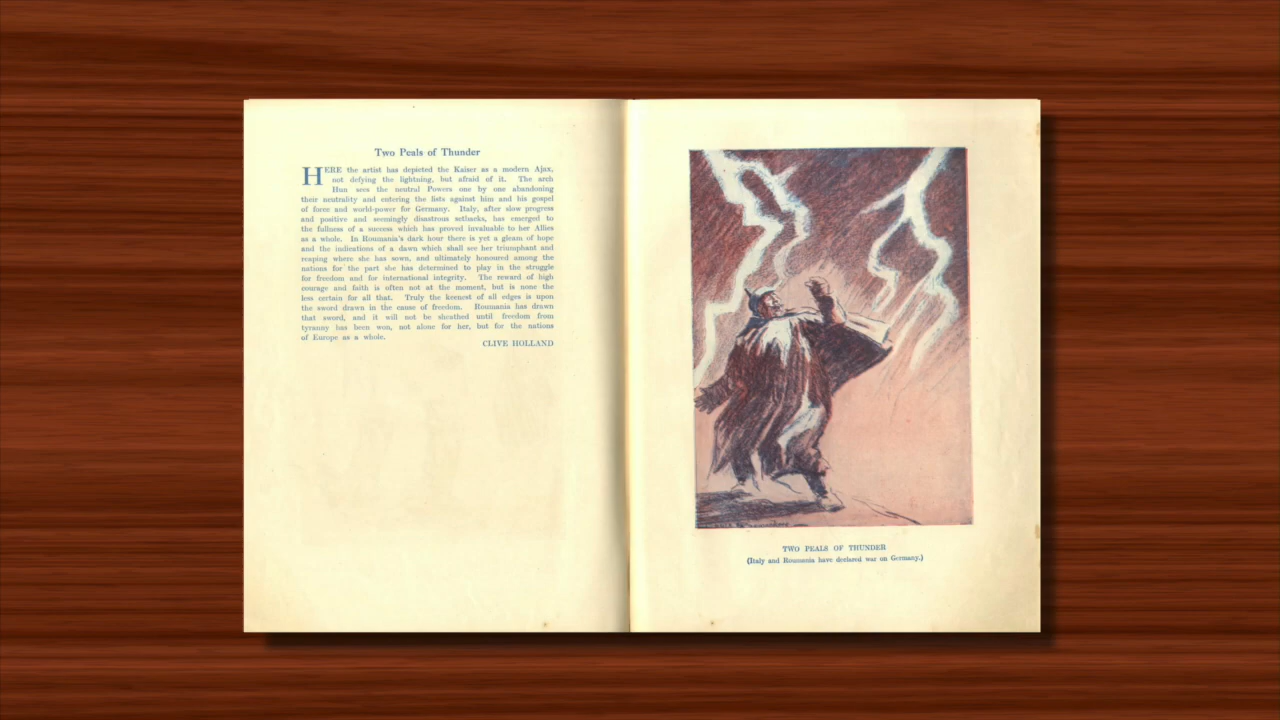 Two Peals of Thunder
HERE the artist has depicted the Kaiser as a modern Ajax,
not defying the lightning, but afraid of it. The arch
Hun sees the neutral Powers one by one abandoning
their neutrality and entering the lists against him and his gospel
of force and world-power for Germany. Italy, after slow progress
and positive and seemingly disastrous setbacks, has emerged to
the fullness of a success which has proved invaluable to her Allies
as a whole. In Roumania's dark hour there is yet a gleam of hope
and the indications of a dawn which shall see her triumphant and
reaping where she has sown, and ultimately honoured among the
nations for the part she has determined to play in the struggle
for freedom and for international integrity. The reward of high
courage and faith is often not at the moment, but is none the
less certain for all that. Truly the keenest of all edges is upon
the sword drawn in the cause of freedom. Roumania has drawn
that sword, and it will not be sheathed until freedom from
tyranny has been won, not alone for her, but for the nations
of Europe as a whole.
CLIVE HOLLAND
TWO PEALS OF THUNDER
(Italy and Roumania have declared war on Germany.)